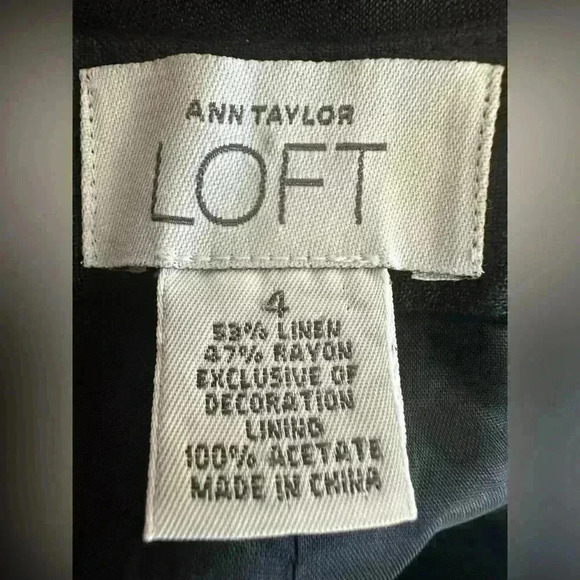 ANN TAYLOR
LOFT
4
53% LINEN
47% RAYON
EXCLUSIVE OF
DECORATION
LINING
100% ACETATE
MADE IN CHINA